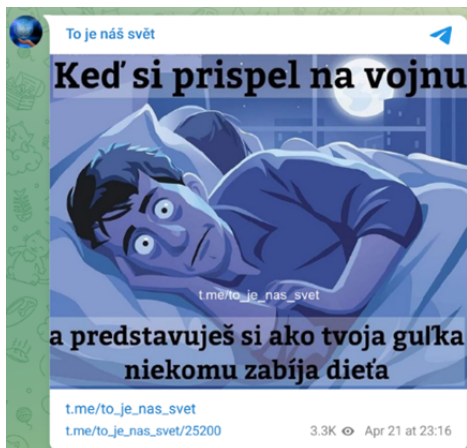 To je náš svět
Keď si prispel na vojnu
t.me/to_je_nas_svet
a predstavuješ si ako tvoja guľka
niekomu zabíja dieťa
t.me/to_je_nas_svet
t.me/to_je_nas_svet/25200
3.3K Apr 21 at 23:16